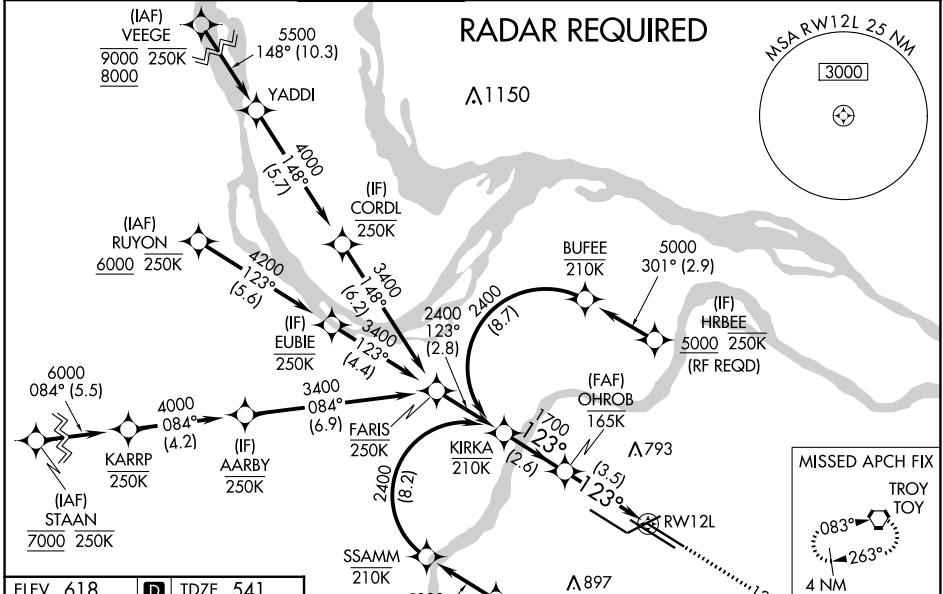 RADAR REQUIRED
MSA RW12L 25 NM
3000
(IAF)
VEEGE
9000 250K
8000
5500
148° (10.3)
YADDI
1150
4000
148°
(5.7)
(IF)
CORDL
250K
(IAF)
RUYON
6000 250K
4200
123°
(5.6)
3400
148°
(6.2)
BUFEE
210K
5000
301° (2.9)
(IF)
HRBEE
5000 250K
(RF REQD)
2400
(8.7)
(IF)
EUBIE
250K
3400
123°
(4.4)
2400
123°
(2.8)
6000
084° (5.5)
4000
084°
(4.2)
3400
084°
(6.9)
(FAF)
OHROB
165K
KARRP
250K
(IF)
AARBY
250K
FARIS
250K
KIRKA
210K
1700
123°
(2.6)
793
(3.5)
123°
(IAF)
STAAN
7000 250K
2400
(8.2)
RW12L
MISSED APCH FIX
TROY
TOY
083°
263°
4 NM
SSAMM
210K
897
ELEV 618
D
TDZE 541